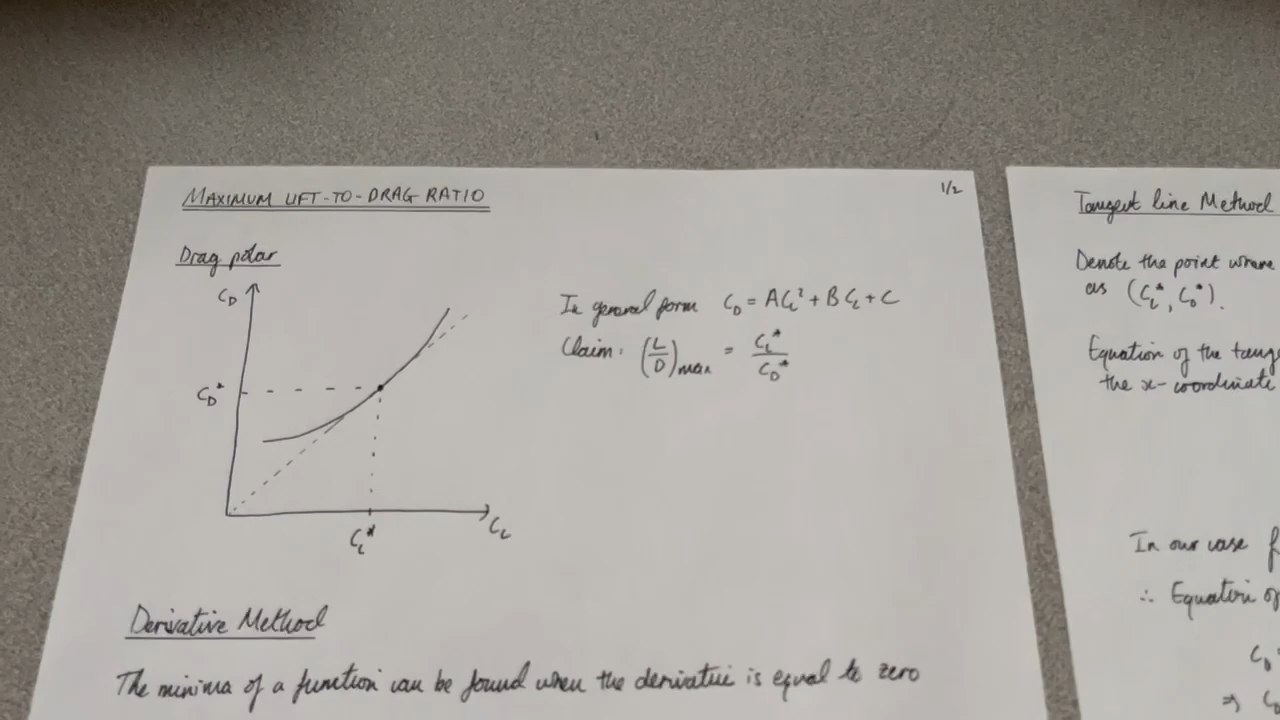 MAXIMUM LIFT-TO-DRAG RATIO
1/2
Drag polar
C_D
C_D*
C_L*
C_L
In general form C_D = AC_L² + BC_L + C
Claim: (L/D)max = C_L*/C_D*
Derivative Method
The minima of a function can be found when the derivative is equal to zero
Tangent line Method
Denote the point where
as (C_L*, C_D*).
Equation of the tange
the x-coordinate
In our case f
∴ Equation of
C_D =
⇒ C_D